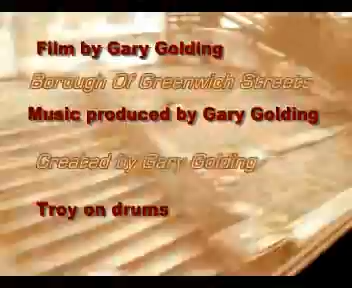 Film by Gary Golding
Borough Of Greenwich Streets
Music produced by Gary Golding
Created by Gary Golding
Troy on drums